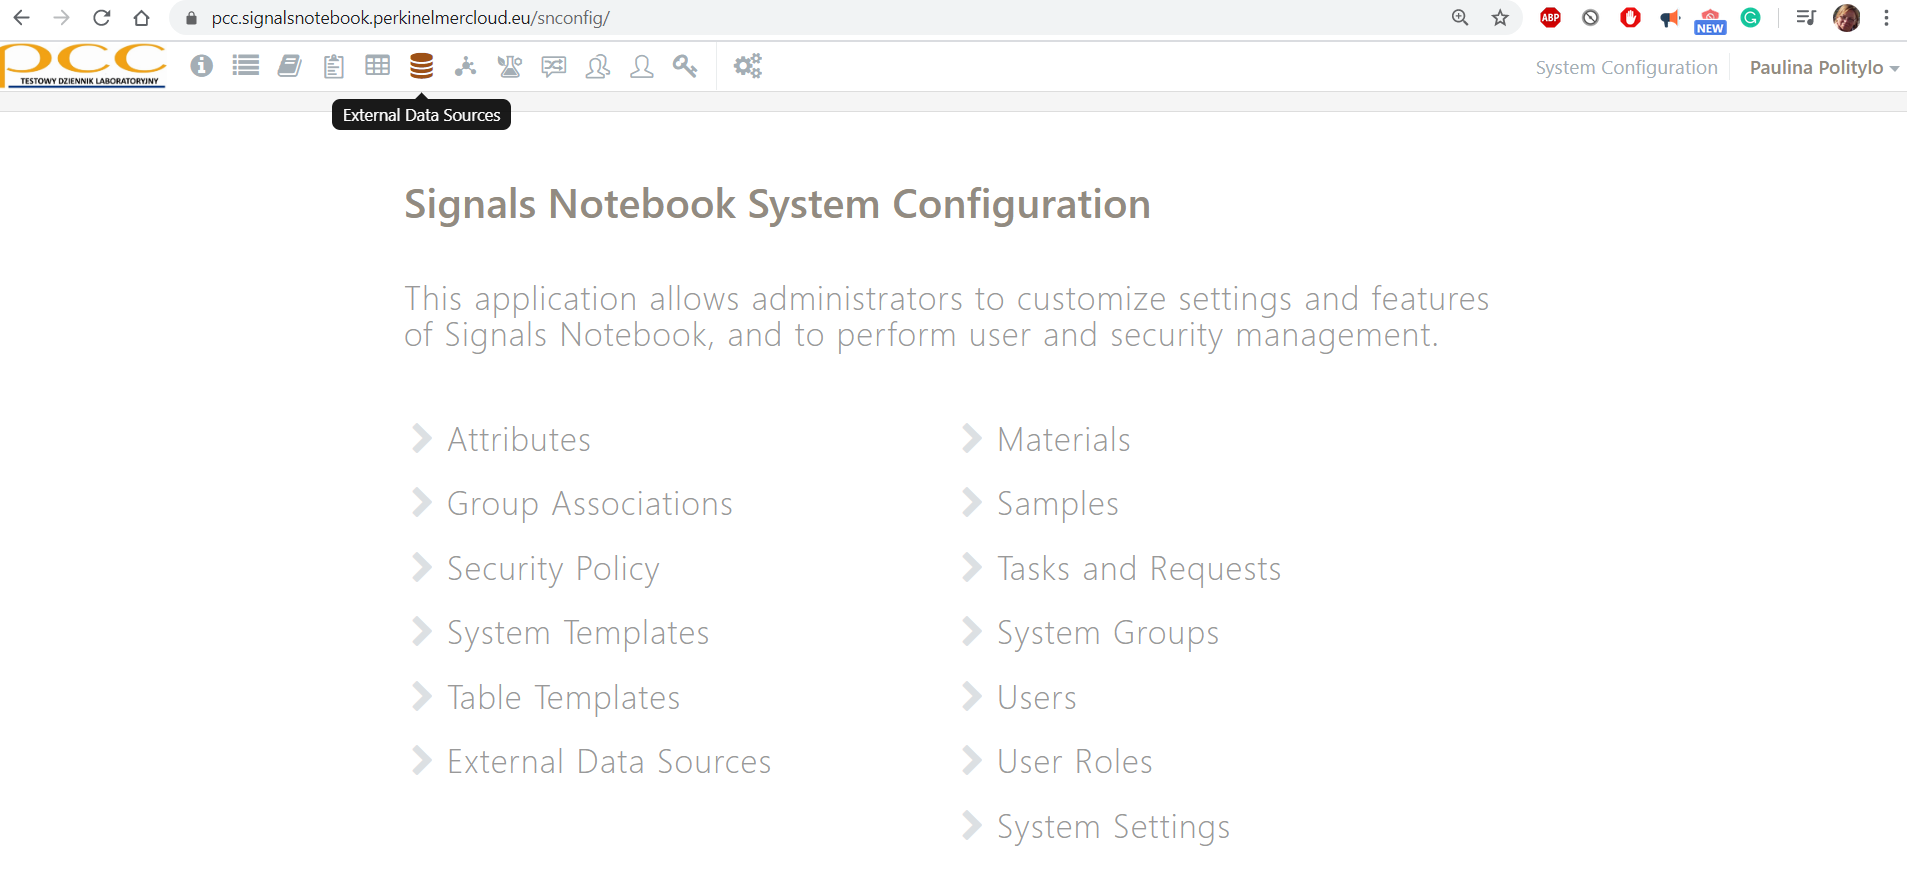 pcc.signalsnotebook.perkinelmercloud.eu/snconfig/
ABP
NEW
G
pcc
TESTOWY DZIENNIK LABORATORYJNY
System Configuration
Paulina Politylo
External Data Sources
Signals Notebook System Configuration
This application allows administrators to customize settings and features
of Signals Notebook, and to perform user and security management.
Attributes
Group Associations
Security Policy
System Templates
Table Templates
External Data Sources
Materials
Samples
Tasks and Requests
System Groups
Users
User Roles
System Settings